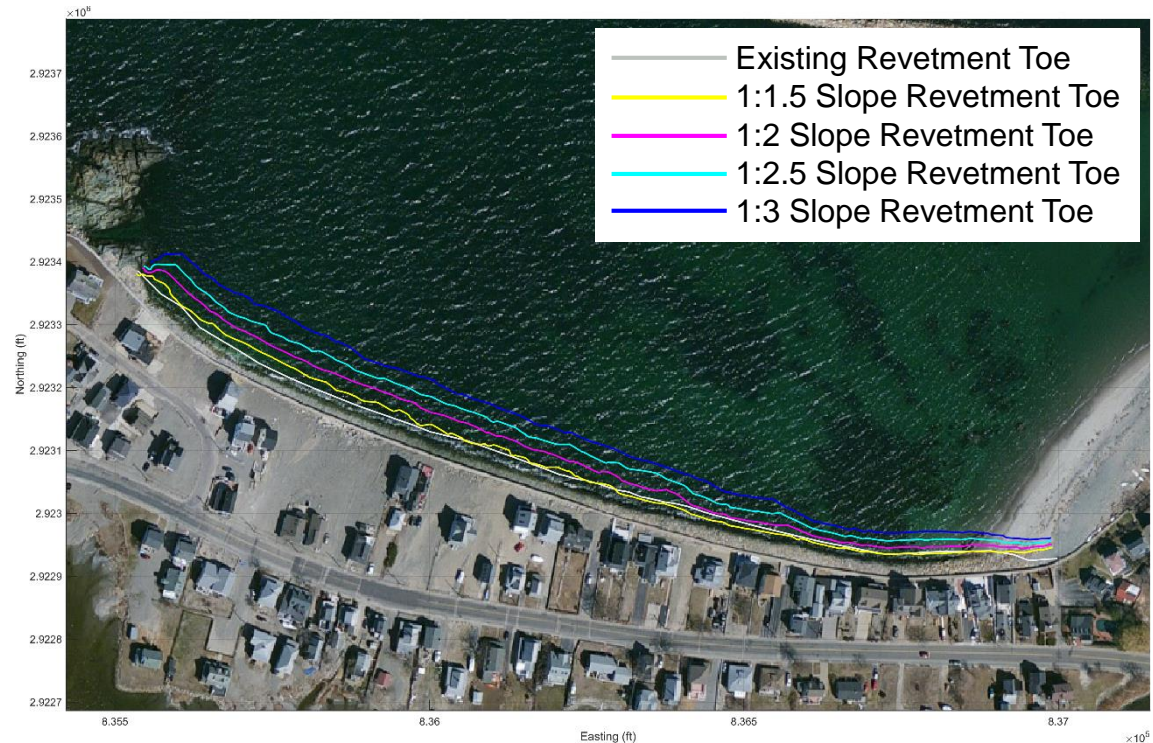 ×10⁶
Existing Revetment Toe
1:1.5 Slope Revetment Toe
1:2 Slope Revetment Toe
1:2.5 Slope Revetment Toe
1:3 Slope Revetment Toe
2.9237
2.9236
2.9235
2.9234
2.9233
2.9232
2.9231
2.923
2.9229
2.9228
2.9227
Northing (ft)
8.355
8.36
8.365
8.37
Easting (ft)
×10⁵